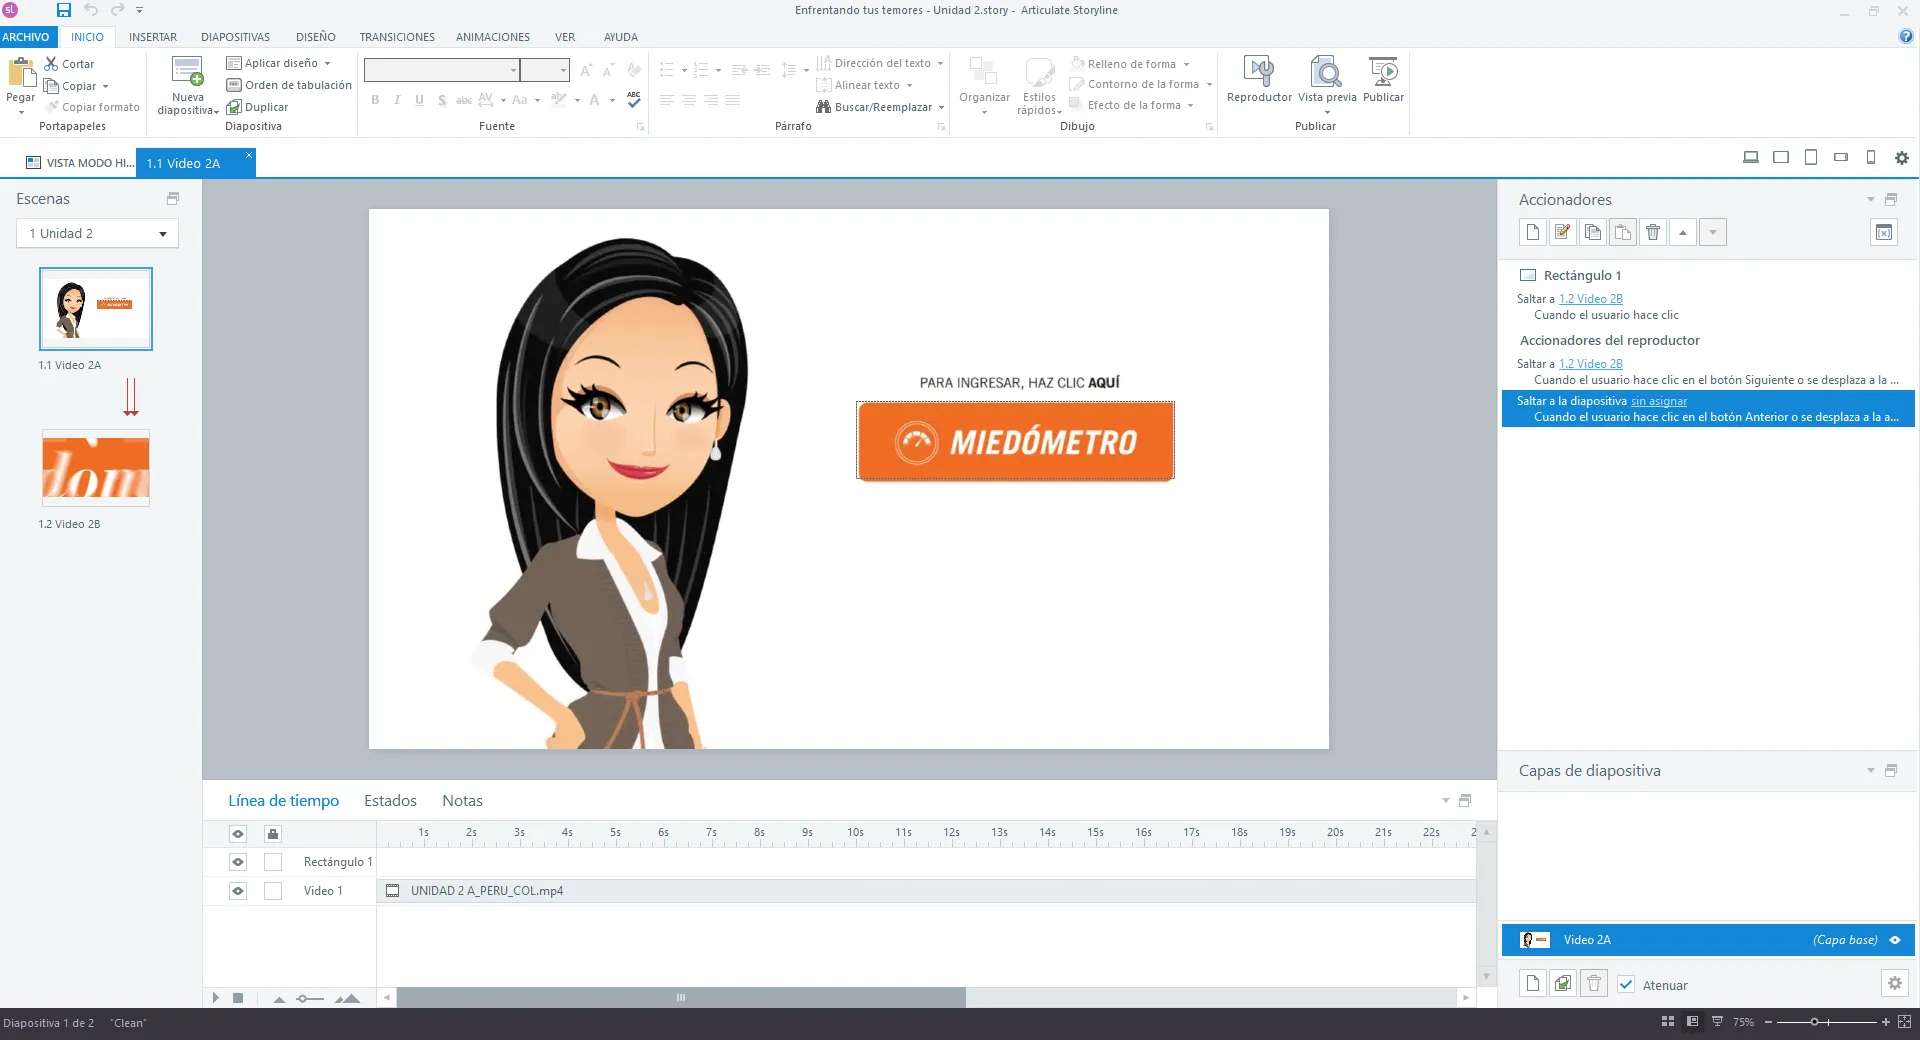 Enfrentando tus temores - Unidad 2.story - Articulate Storyline
ARCHIVO INICIO INSERTAR DIAPOSITIVAS DISEÑO TRANSICIONES ANIMACIONES VER AYUDA
Pegar
Cortar
Copiar
Copiar formato
Portapapeles
Nueva diapositiva
Aplicar diseño
Orden de tabulación
Duplicar
Diapositiva
B I U S abc AV Aa A ABC
Fuente
Dirección del texto
Alinear texto
Buscar/Reemplazar
Párrafo
Organizar
Estilos rápidos
Relleno de forma
Contorno de la forma
Efecto de la forma
Dibujo
Reproductor Vista previa Publicar
Publicar
VISTA MODO HI...
1.1 Video 2A
Escenas
1 Unidad 2
1.1 Video 2A
dom
1.2 Video 2B
PARA INGRESAR, HAZ CLIC AQUÍ
MIEDÓMETRO
Accionadores
Rectángulo 1
Saltar a 1.2 Video 2B
Cuando el usuario hace clic
Accionadores del reproductor
Saltar a 1.2 Video 2B
Cuando el usuario hace clic en el botón Siguiente o se desplaza a la ...
Saltar a la diapositiva sin asignar
Cuando el usuario hace clic en el botón Anterior o se desplaza a la a...
Línea de tiempo Estados Notas
1s 2s 3s 4s 5s 6s 7s 8s 9s 10s 11s 12s 13s 14s 15s 16s 17s 18s 19s 20s 21s 22s 2
Rectángulo 1
Video 1
UNIDAD 2 A_PERU_COL.mp4
Capas de diapositiva
Video 2A (Capa base)
Atenuar
Diapositiva 1 de 2 "Clean"
75%